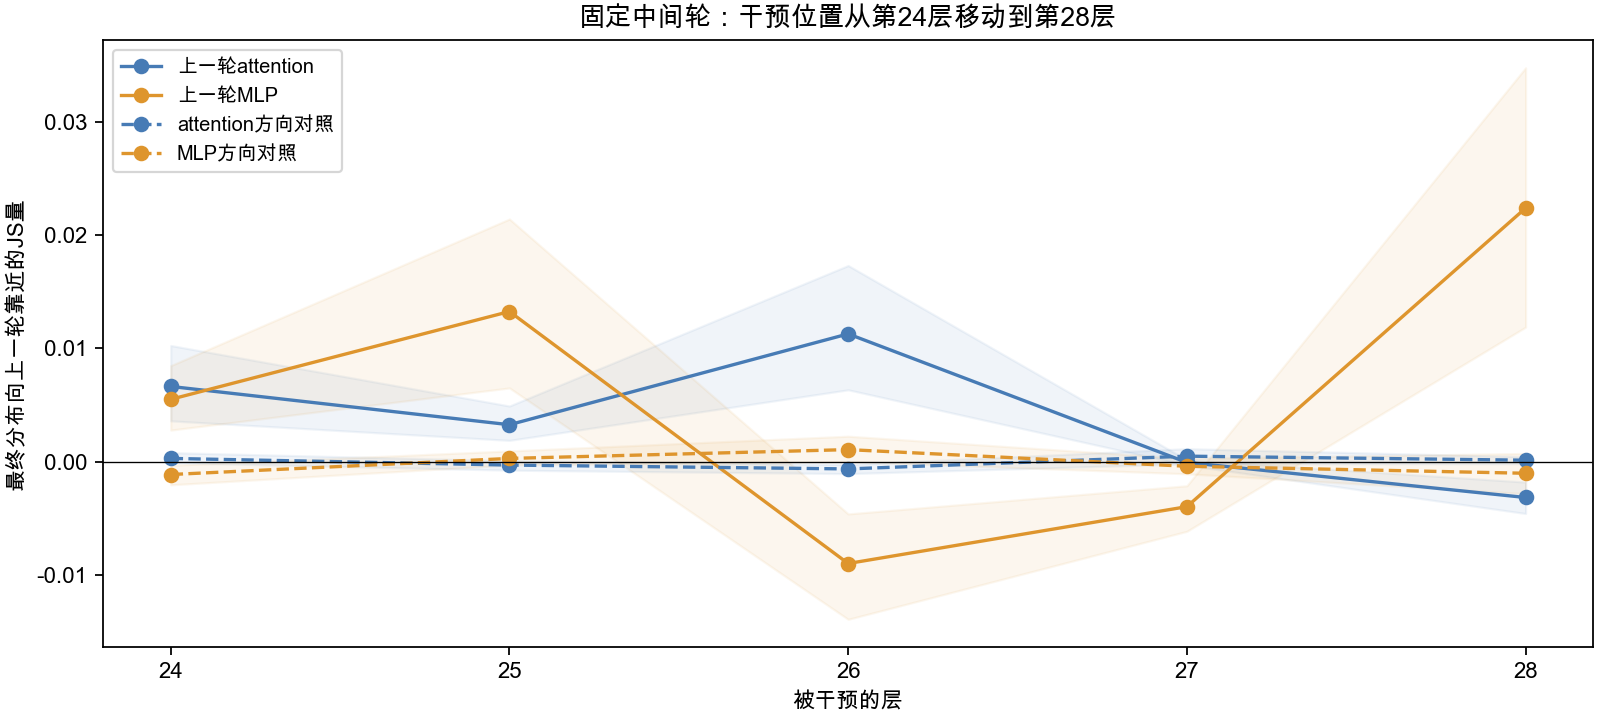 固定中间轮：干预位置从第24层移动到第28层
上一轮attention
上一轮MLP
attention方向对照
MLP方向对照
最终分布向上一轮靠近的JS量
0.03
0.02
0.01
0.00
-0.01
24
25
26
27
28
被干预的层